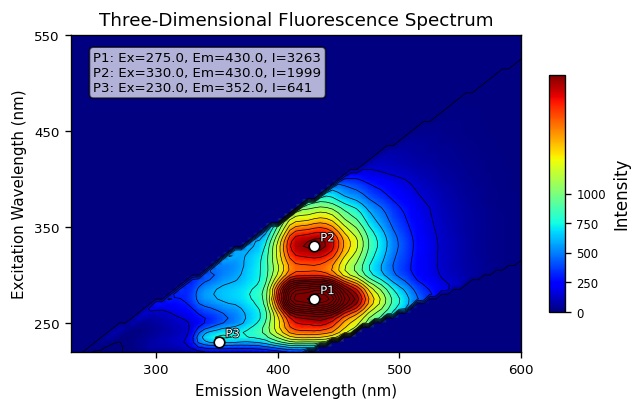 Three-Dimensional Fluorescence Spectrum
P1: Ex=275.0, Em=430.0, I=3263
P2: Ex=330.0, Em=430.0, I=1999
P3: Ex=230.0, Em=352.0, I=641
550
450
350
250
Excitation Wavelength (nm)
P2
P1
P3
300
400
500
600
Emission Wavelength (nm)
1000
750
500
250
0
Intensity